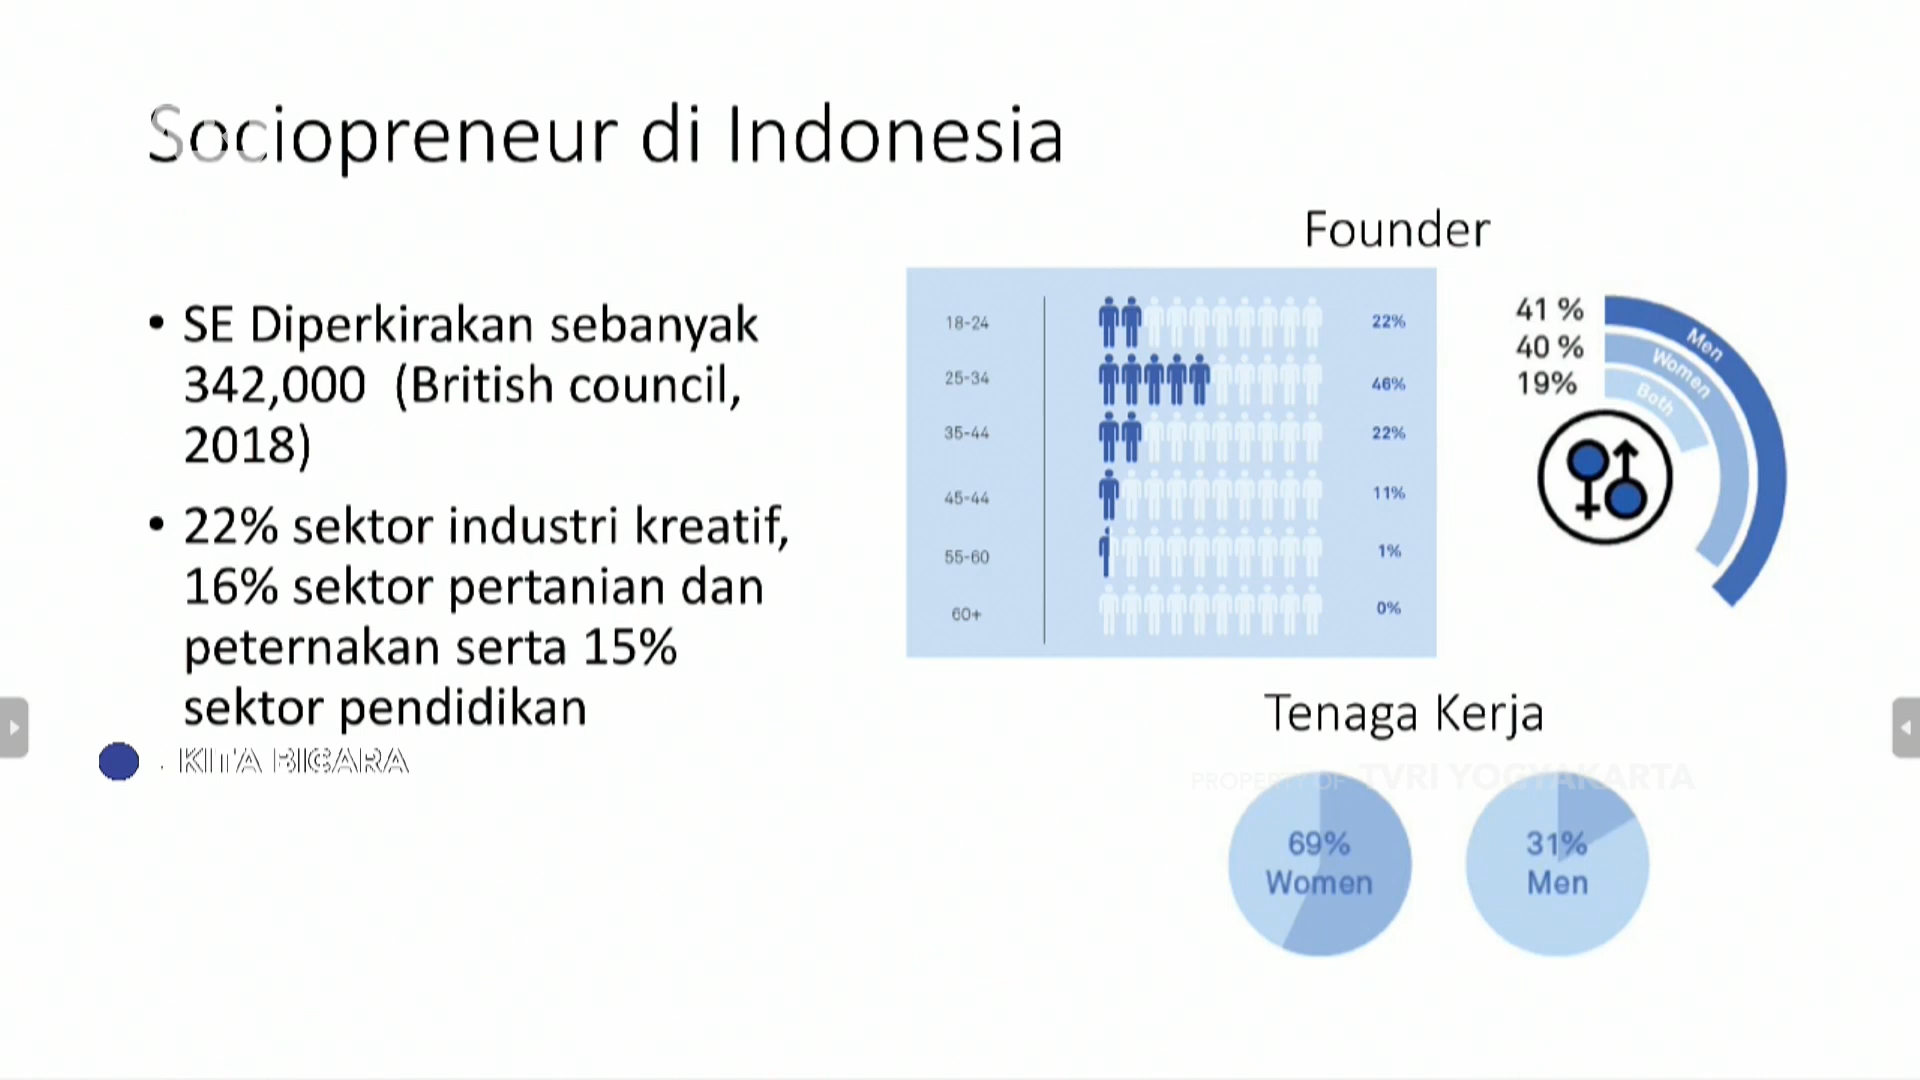 Sociopreneur di Indonesia
• SE Diperkirakan sebanyak
342,000 (British council,
2018)
• 22% sektor industri kreatif,
16% sektor pertanian dan
peternakan serta 15%
sektor pendidikan
KITA BICARA
Founder
18-24 22%
25-34 46%
35-44 22%
45-44 11%
55-60 1%
60+ 0%
41 % Men
40 % Women
19% Both
Tenaga Kerja
PROPERTY OF TVRI YOGYAKARTA
69%
Women
31%
Men